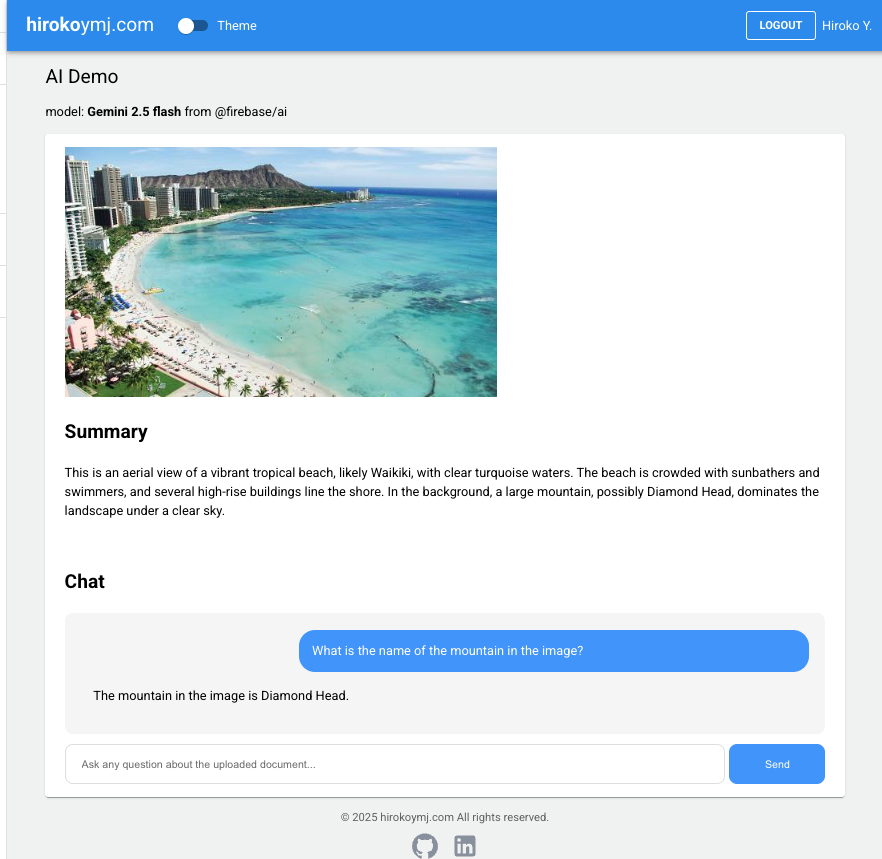 hirokoymj.com
Theme
LOGOUT
Hiroko Y.
AI Demo
model: Gemini 2.5 flash from @firebase/ai
Summary
This is an aerial view of a vibrant tropical beach, likely Waikiki, with clear turquoise waters. The beach is crowded with sunbathers and
swimmers, and several high-rise buildings line the shore. In the background, a large mountain, possibly Diamond Head, dominates the
landscape under a clear sky.
Chat
What is the name of the mountain in the image?
The mountain in the image is Diamond Head.
Ask any question about the uploaded document...
Send
© 2025 hirokoymj.com All rights reserved.
in